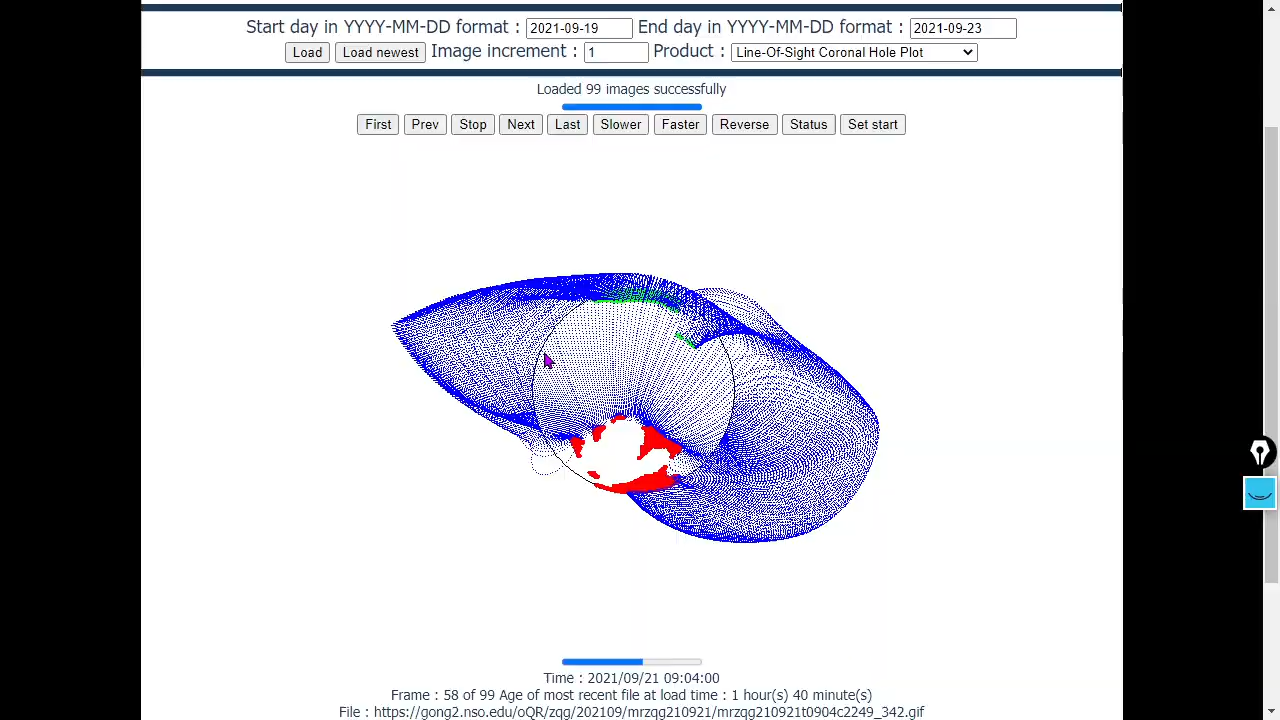 Start day in YYYY-MM-DD format : 2021-09-19 End day in YYYY-MM-DD format : 2021-09-23
Load Load newest Image increment : 1 Product : Line-Of-Sight Coronal Hole Plot
Loaded 99 images successfully
First Prev Stop Next Last Slower Faster Reverse Status Set start
Time : 2021/09/21 09:04:00
Frame : 58 of 99 Age of most recent file at load time : 1 hour(s) 40 minute(s)
File : https://gong2.nso.edu/oQR/zqg/202109/mrzqg210921/mrzqg210921t0904c2249_342.gif